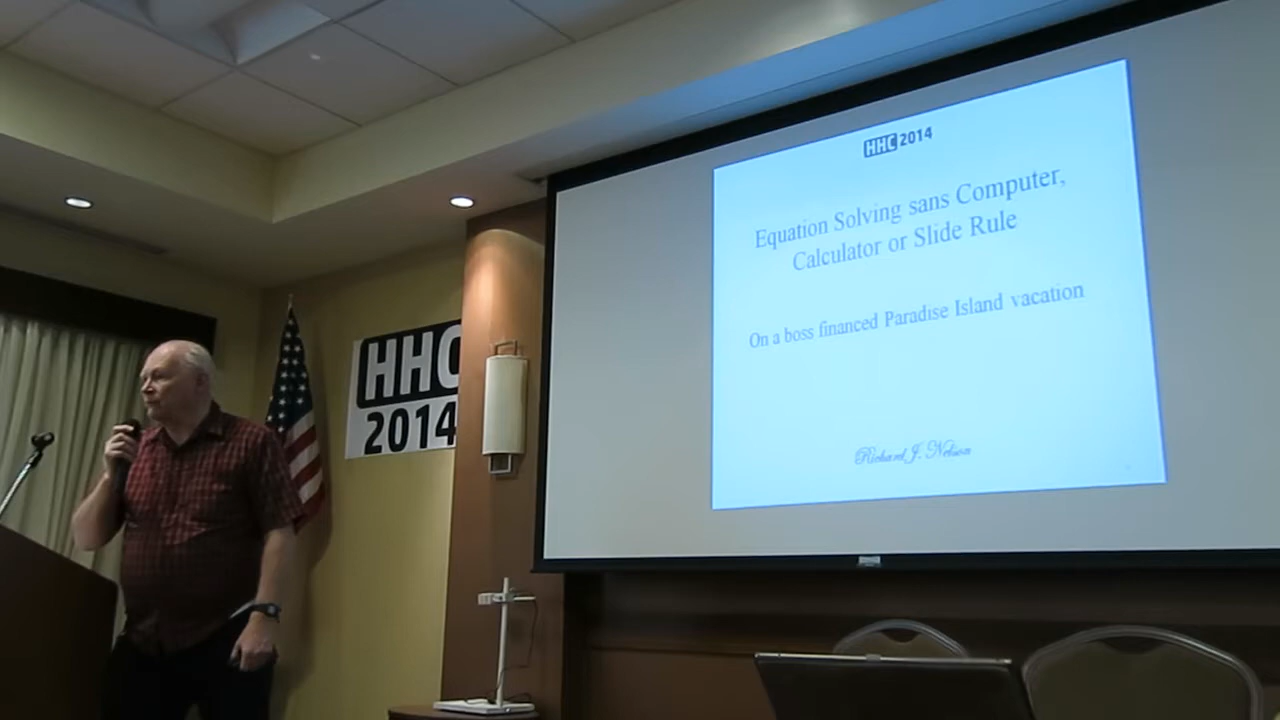 HHC 2014
Equation Solving sans Computer,
Calculator or Slide Rule
On a boss financed Paradise Island vacation
Richard J. Nelson
HHC
2014